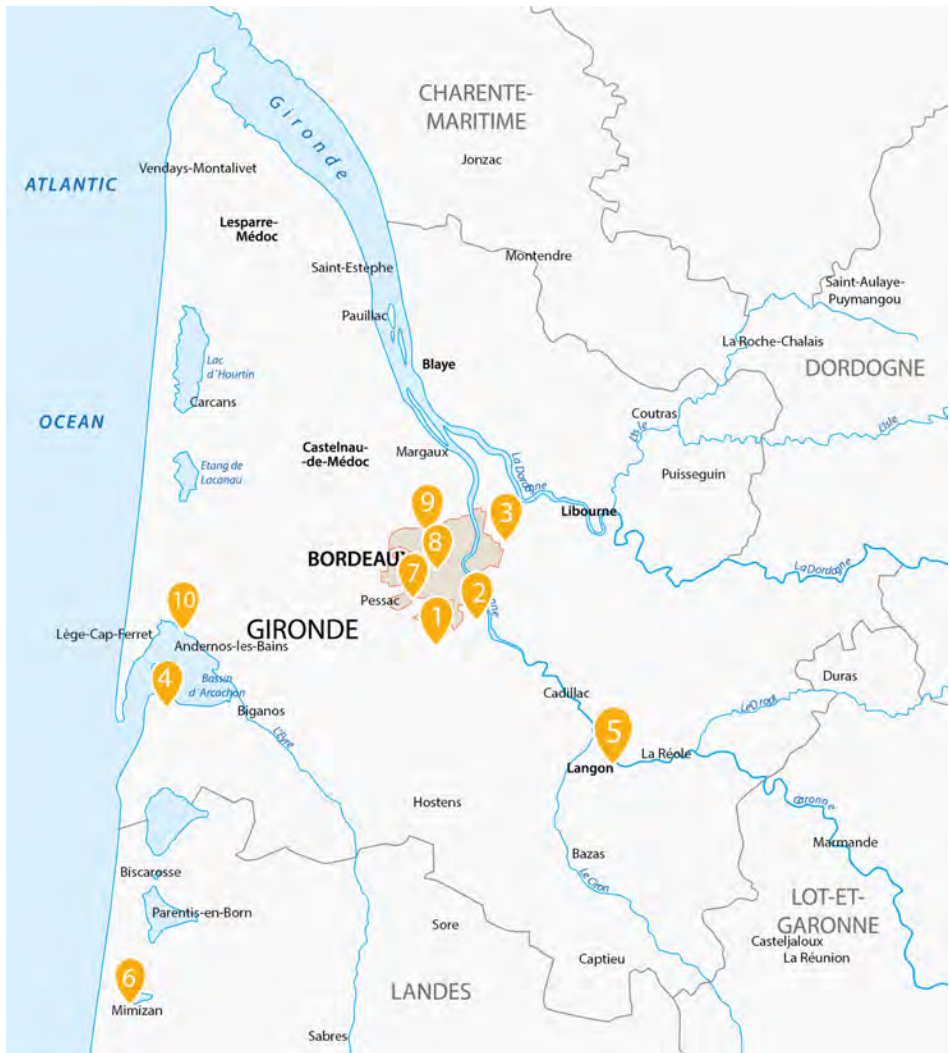 Gironde
CHARENTE-
MARITIME
Jonzac
Vendays-Montalivet
ATLANTIC
Lesparre-
Médoc
Montendre
Saint-Estephe
Saint-Aulaye-
Puymangou
Pauillac
La Roche-Chalais
Lac
d'Hourtin
Blaye
DORDOGNE
Carcans
Coutras
OCEAN
L'Isle
L'Isle
Castelnau-
-de-Médoc
Margaux
Etang de
Lacanau
La Dordogne
Puisseguin
9
3
Libourne
8
BORDEAUX
7
La Dordogne
2
Pessac
10
1
GIRONDE
Lège-Cap-Ferret
Andernos-les-Bains
4
Bassin
d'Arcachon
Duras
Cadillac
Biganos
Le Dropt
5
L'Eyre
La Réole
Langon
Hostens
Garonne
Marmande
Bazas
Biscarosse
Le Ciron
LOT-ET-
GARONNE
Parentis-en-Born
Sore
Casteljaloux
Captieu
La Réunion
6
LANDES
Mimizan
Sabres